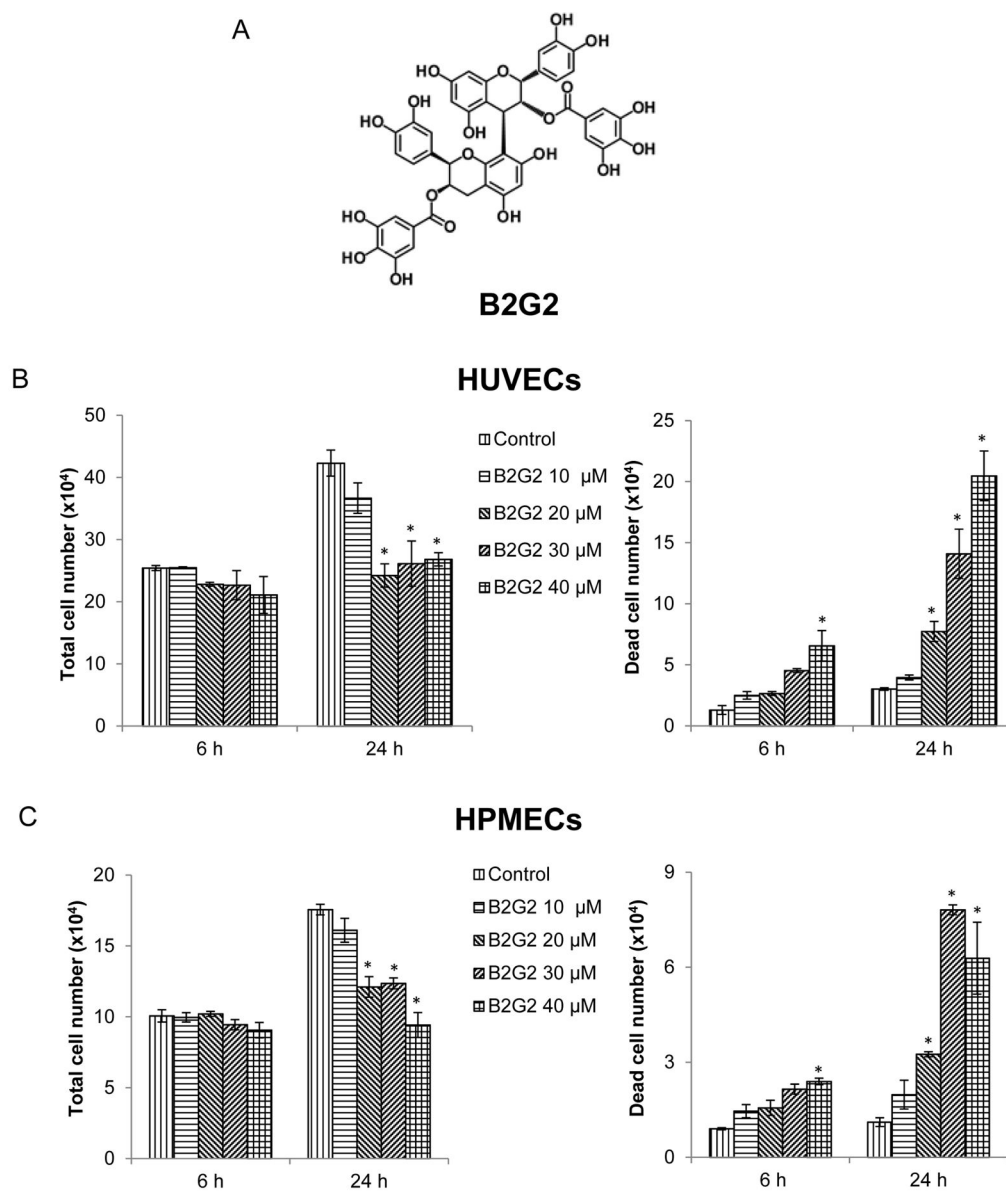 A
OH
OH
HO
O
O
OH
O
OH
OH
HO
OH
O
OH
OH
HO
O
O
OH
HO
HO
OH
B2G2
B
HUVECs
Total cell number (x10⁴)
50
40
30
20
10
0
6 h
24 h
Control
B2G2 10 µM
B2G2 20 µM
B2G2 30 µM
B2G2 40 µM
* * *
Dead cell number (x10⁴)
25
20
15
10
5
0
6 h
24 h
* * * *
C
HPMECs
Total cell number (x10⁴)
20
15
10
5
0
6 h
24 h
Control
B2G2 10 µM
B2G2 20 µM
B2G2 30 µM
B2G2 40 µM
* * *
Dead cell number (x10⁴)
9
6
3
0
6 h
24 h
* * * *